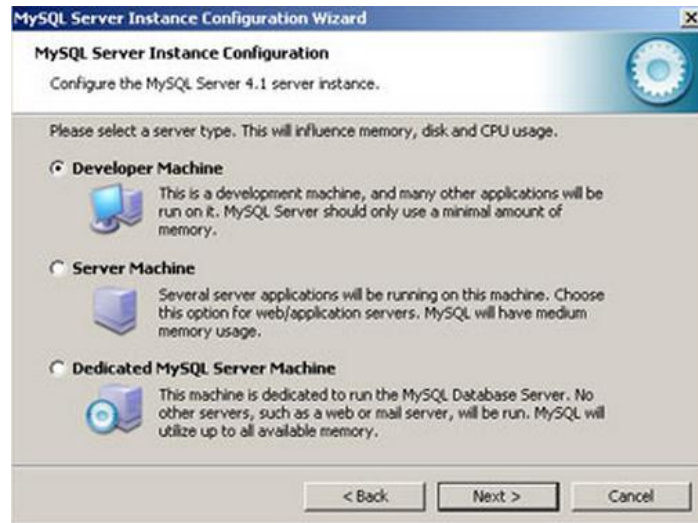 MySQL Server Instance Configuration Wizard
MySQL Server Instance Configuration
Configure the MySQL Server 4.1 server instance.
Please select a server type. This will influence memory, disk and CPU usage.
Developer Machine
This is a development machine, and many other applications will be
run on it. MySQL Server should only use a minimal amount of
memory.
Server Machine
Several server applications will be running on this machine. Choose
this option for web/application servers. MySQL will have medium
memory usage.
Dedicated MySQL Server Machine
This machine is dedicated to run the MySQL Database Server. No
other servers, such as a web or mail server, will be run. MySQL will
utilize up to all available memory.
< Back
Next >
Cancel